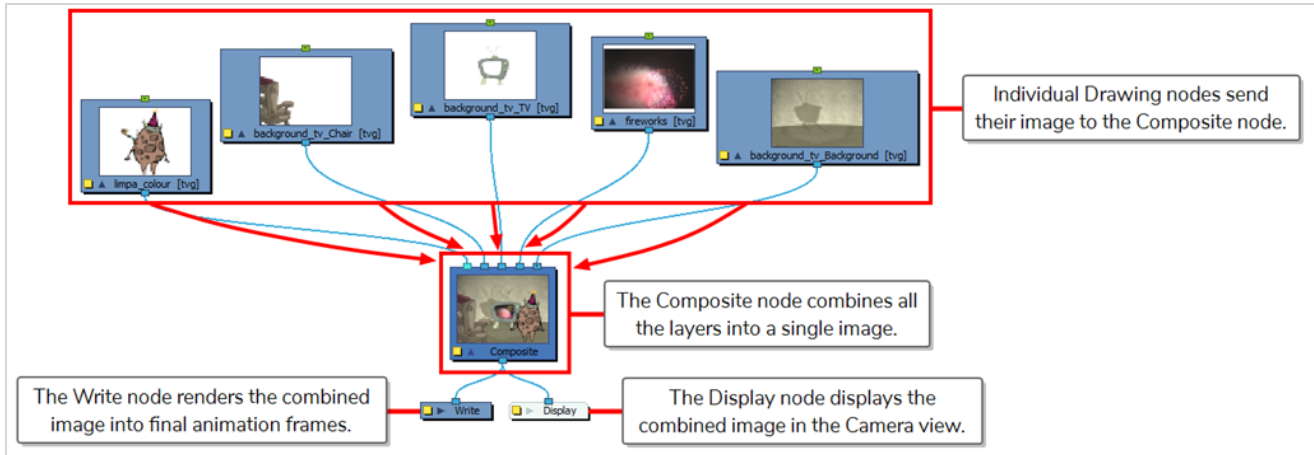 limpa_colour [tvg]
background_tv_Chair [tvg]
background_tv_TV [tvg]
fireworks [tvg]
background_tv_Background [tvg]
Individual Drawing nodes send
their image to the Composite node.
Composite
The Composite node combines all
the layers into a single image.
The Write node renders the combined
image into final animation frames.
Write
Display
The Display node displays the
combined image in the Camera view.